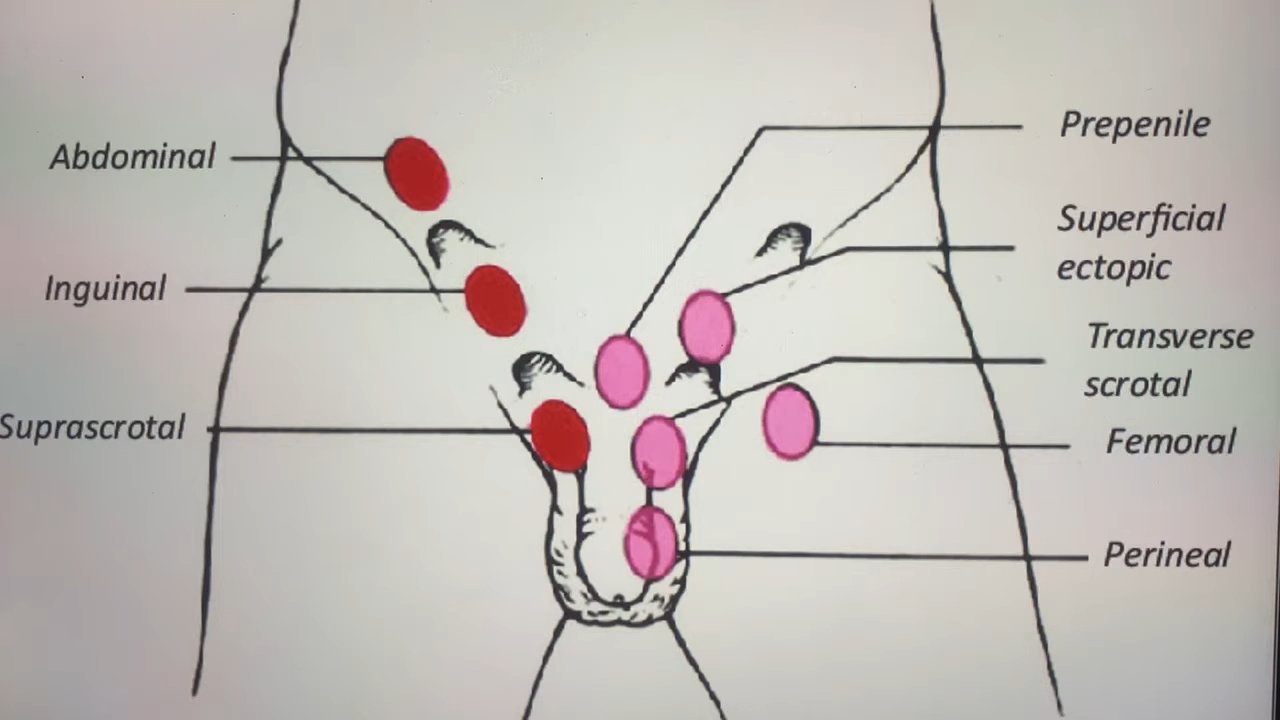 Abdominal
Inguinal
Suprascrotal
Prepenile
Superficial
ectopic
Transverse
scrotal
Femoral
Perineal